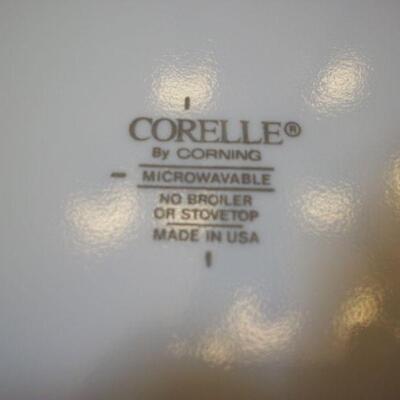 CORELLE®
By CORNING
MICROWAVABLE
NO BROILER
OR STOVETOP
MADE IN USA